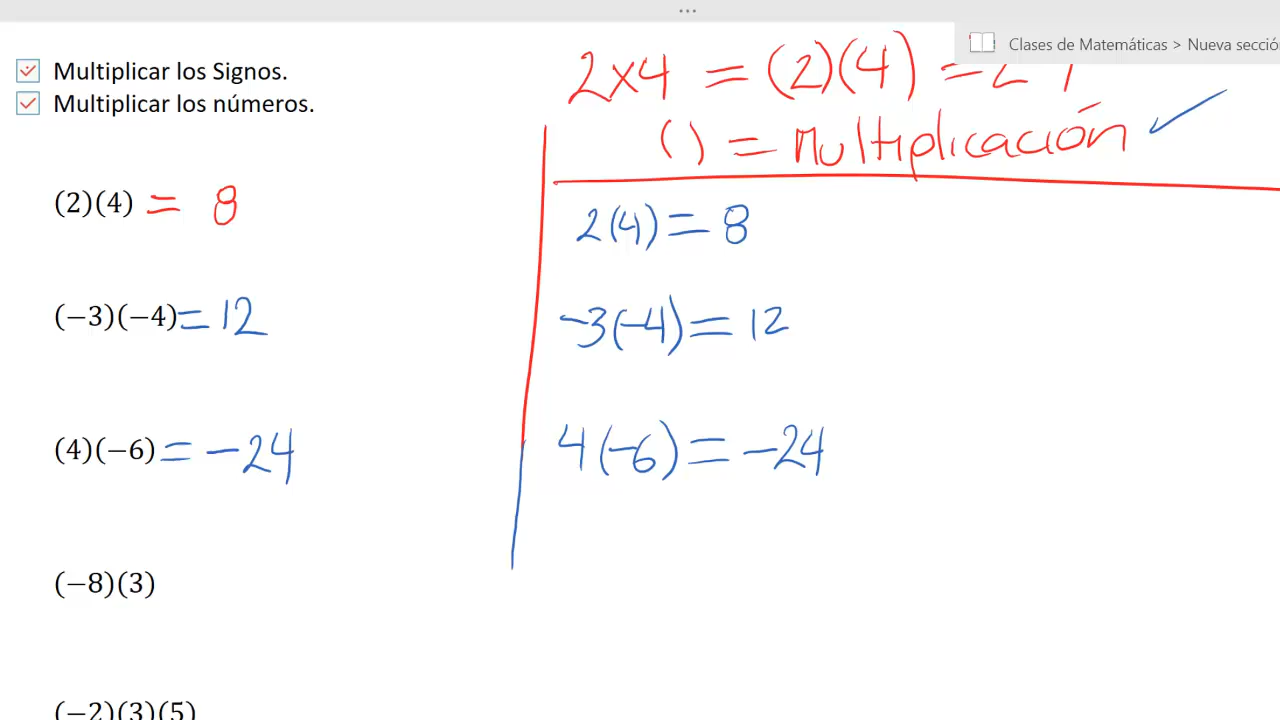 Clases de Matemáticas > Nueva secció
Multiplicar los Signos.
Multiplicar los números.
2x4 = (2)(4) =
( ) = Multiplicación
(2)(4) = 8
2(4) = 8
(−3)(−4) = 12
-3(-4) = 12
(4)(−6) = -24
4(-6) = -24
(−8)(3)
(−2)(3)(5)